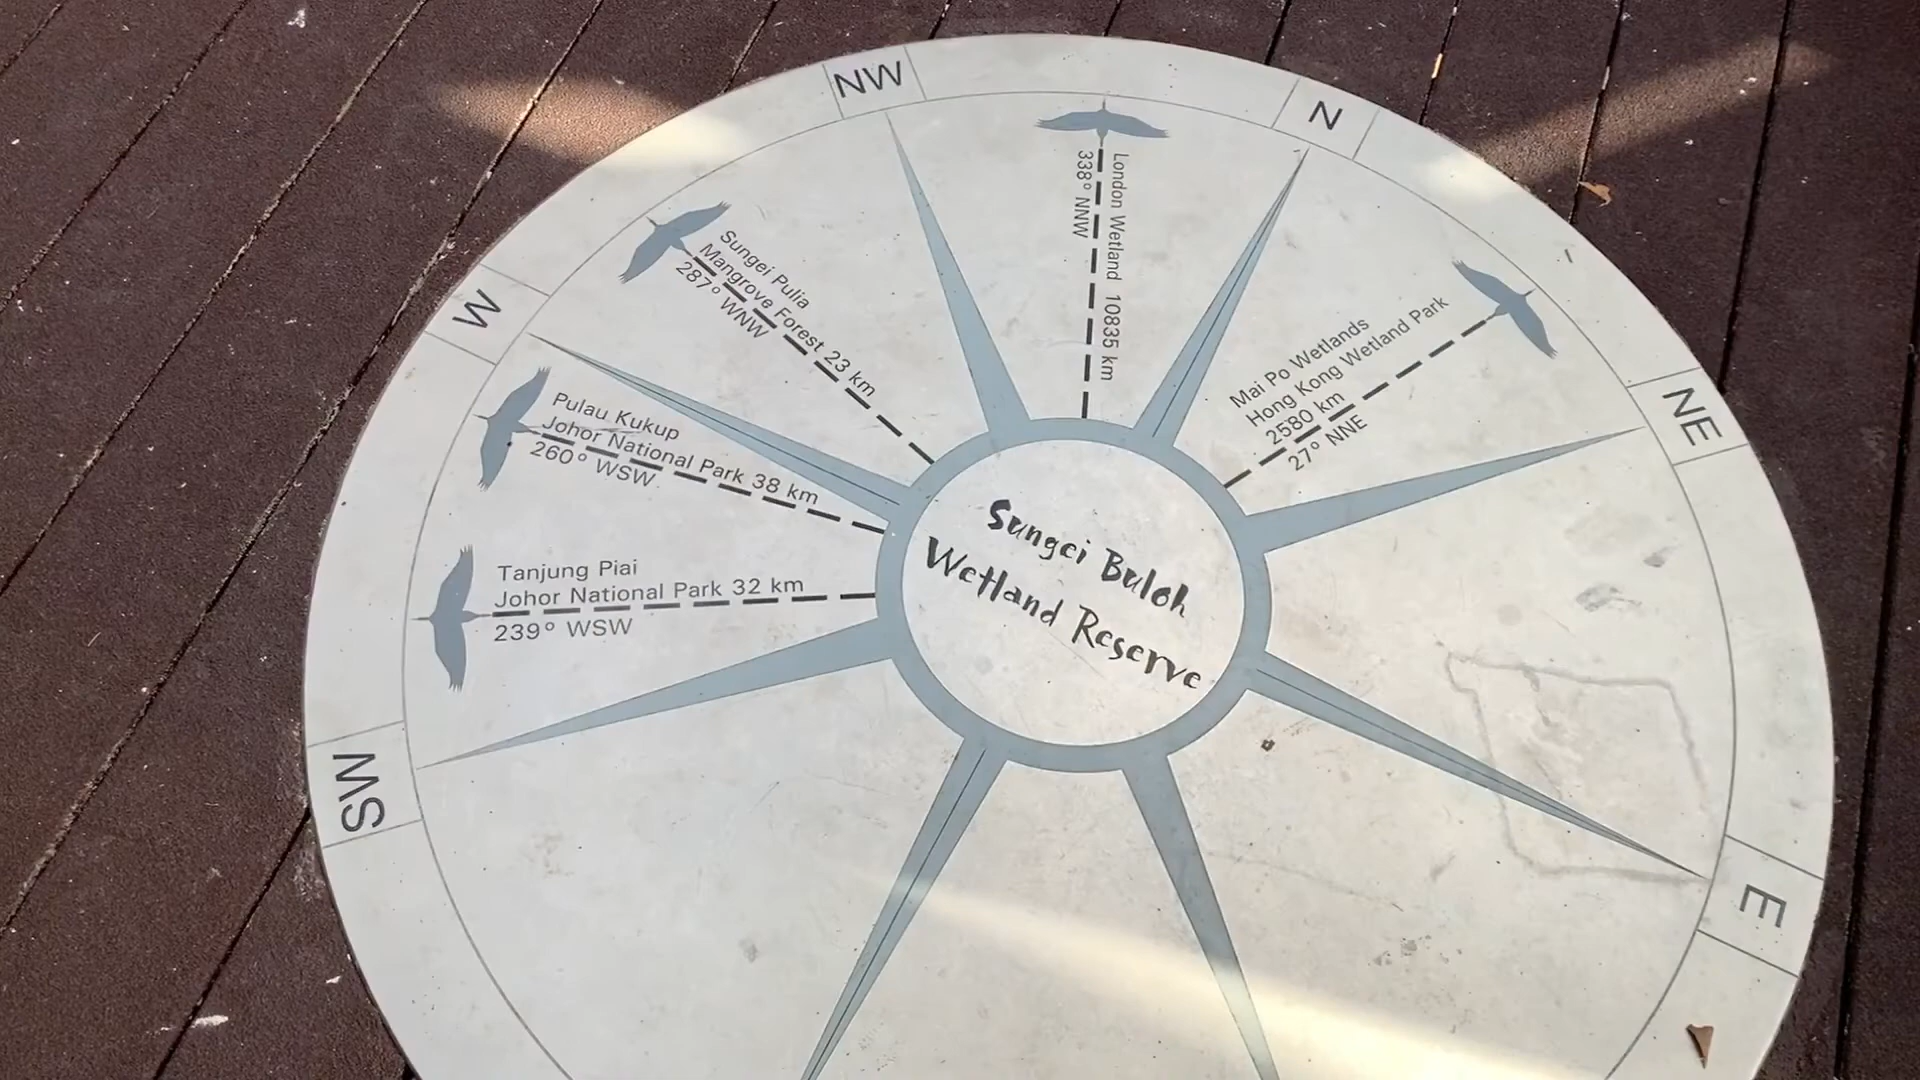 NW
N
NE
E
W
SW
London Wetland 10835 km
338° NNW
Sungei Pulia
Mangrove Forest 23 km
287° WNW
Mai Po Wetlands
Hong Kong Wetland Park
2580 km
27° NNE
Pulau Kukup
Johor National Park 38 km
260° WSW
Tanjung Piai
Johor National Park 32 km
239° WSW
Sungei Buloh
Wetland Reserve